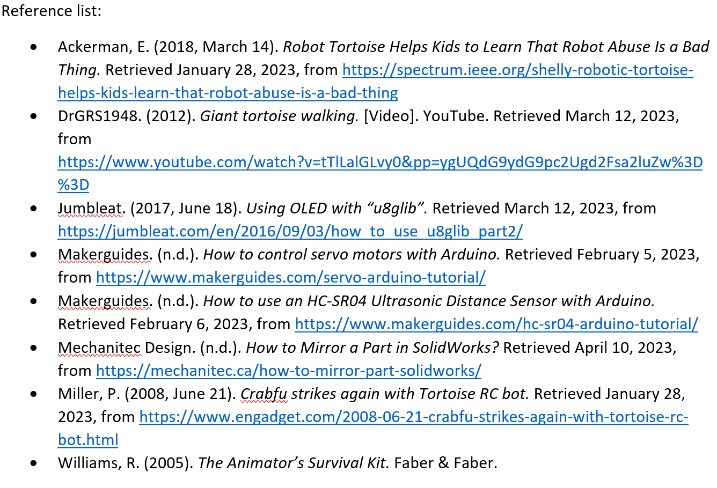 Reference list:
• Ackerman, E. (2018, March 14). Robot Tortoise Helps Kids to Learn That Robot Abuse Is a Bad
Thing. Retrieved January 28, 2023, from https://spectrum.ieee.org/shelly-robotic-tortoise-
helps-kids-learn-that-robot-abuse-is-a-bad-thing
• DrGRS1948. (2012). Giant tortoise walking. [Video]. YouTube. Retrieved March 12, 2023,
from
https://www.youtube.com/watch?v=tTlLalGLvy0&pp=ygUQdG9ydG9pc2Ugd2Fsa2luZw%3D
%3D
• Jumbleat. (2017, June 18). Using OLED with “u8glib”. Retrieved March 12, 2023, from
https://jumbleat.com/en/2016/09/03/how_to_use_u8glib_part2/
• Makerguides. (n.d.). How to control servo motors with Arduino. Retrieved February 5, 2023,
from https://www.makerguides.com/servo-arduino-tutorial/
• Makerguides. (n.d.). How to use an HC-SR04 Ultrasonic Distance Sensor with Arduino.
Retrieved February 6, 2023, from https://www.makerguides.com/hc-sr04-arduino-tutorial/
• Mechanitec Design. (n.d.). How to Mirror a Part in SolidWorks? Retrieved April 10, 2023,
from https://mechanitec.ca/how-to-mirror-part-solidworks/
• Miller, P. (2008, June 21). Crabfu strikes again with Tortoise RC bot. Retrieved January 28,
2023, from https://www.engadget.com/2008-06-21-crabfu-strikes-again-with-tortoise-rc-
bot.html
• Williams, R. (2005). The Animator’s Survival Kit. Faber & Faber.